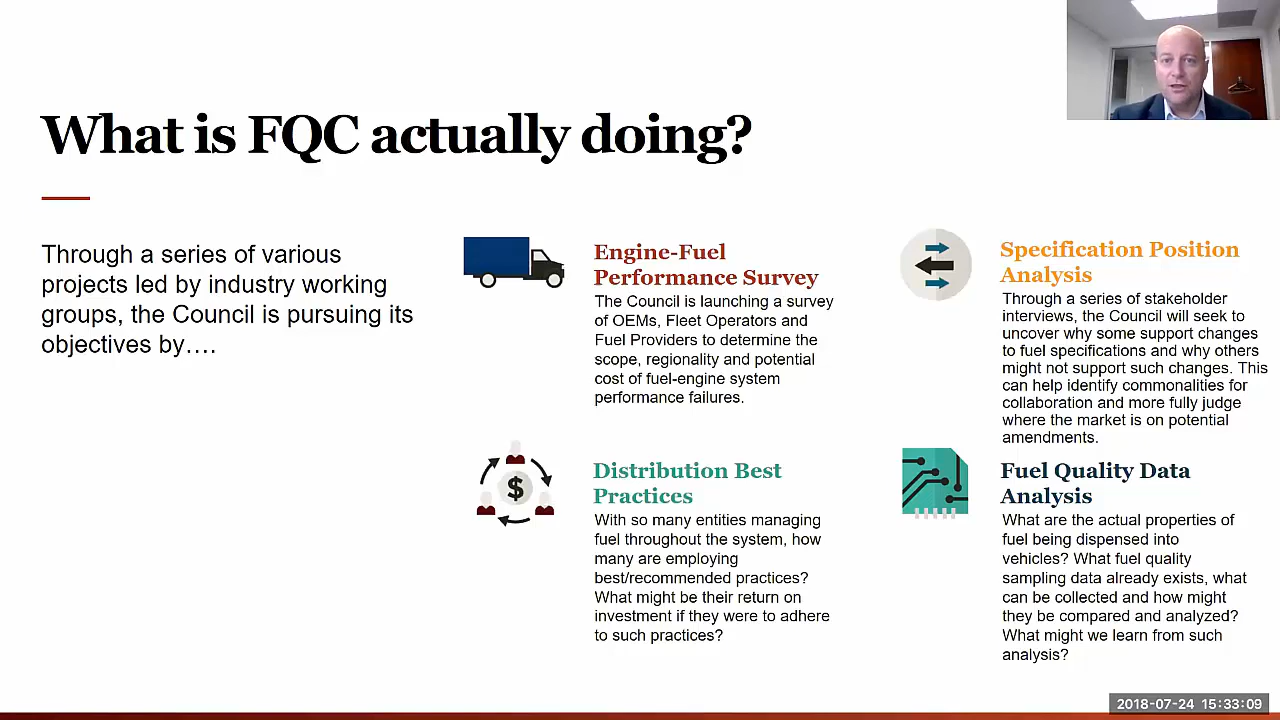 What is FQC actually doing?
Through a series of various
projects led by industry working
groups, the Council is pursuing its
objectives by....
Engine-Fuel
Performance Survey
The Council is launching a survey
of OEMs, Fleet Operators and
Fuel Providers to determine the
scope, regionality and potential
cost of fuel-engine system
performance failures.
Specification Position
Analysis
Through a series of stakeholder
interviews, the Council will seek to
uncover why some support changes
to fuel specifications and why others
might not support such changes. This
can help identify commonalities for
collaboration and more fully judge
where the market is on potential
amendments.
$
Distribution Best
Practices
With so many entities managing
fuel throughout the system, how
many are employing
best/recommended practices?
What might be their return on
investment if they were to adhere
to such practices?
Fuel Quality Data
Analysis
What are the actual properties of
fuel being dispensed into
vehicles? What fuel quality
sampling data already exists, what
can be collected and how might
they be compared and analyzed?
What might we learn from such
analysis?
2018-07-24 15:33:09